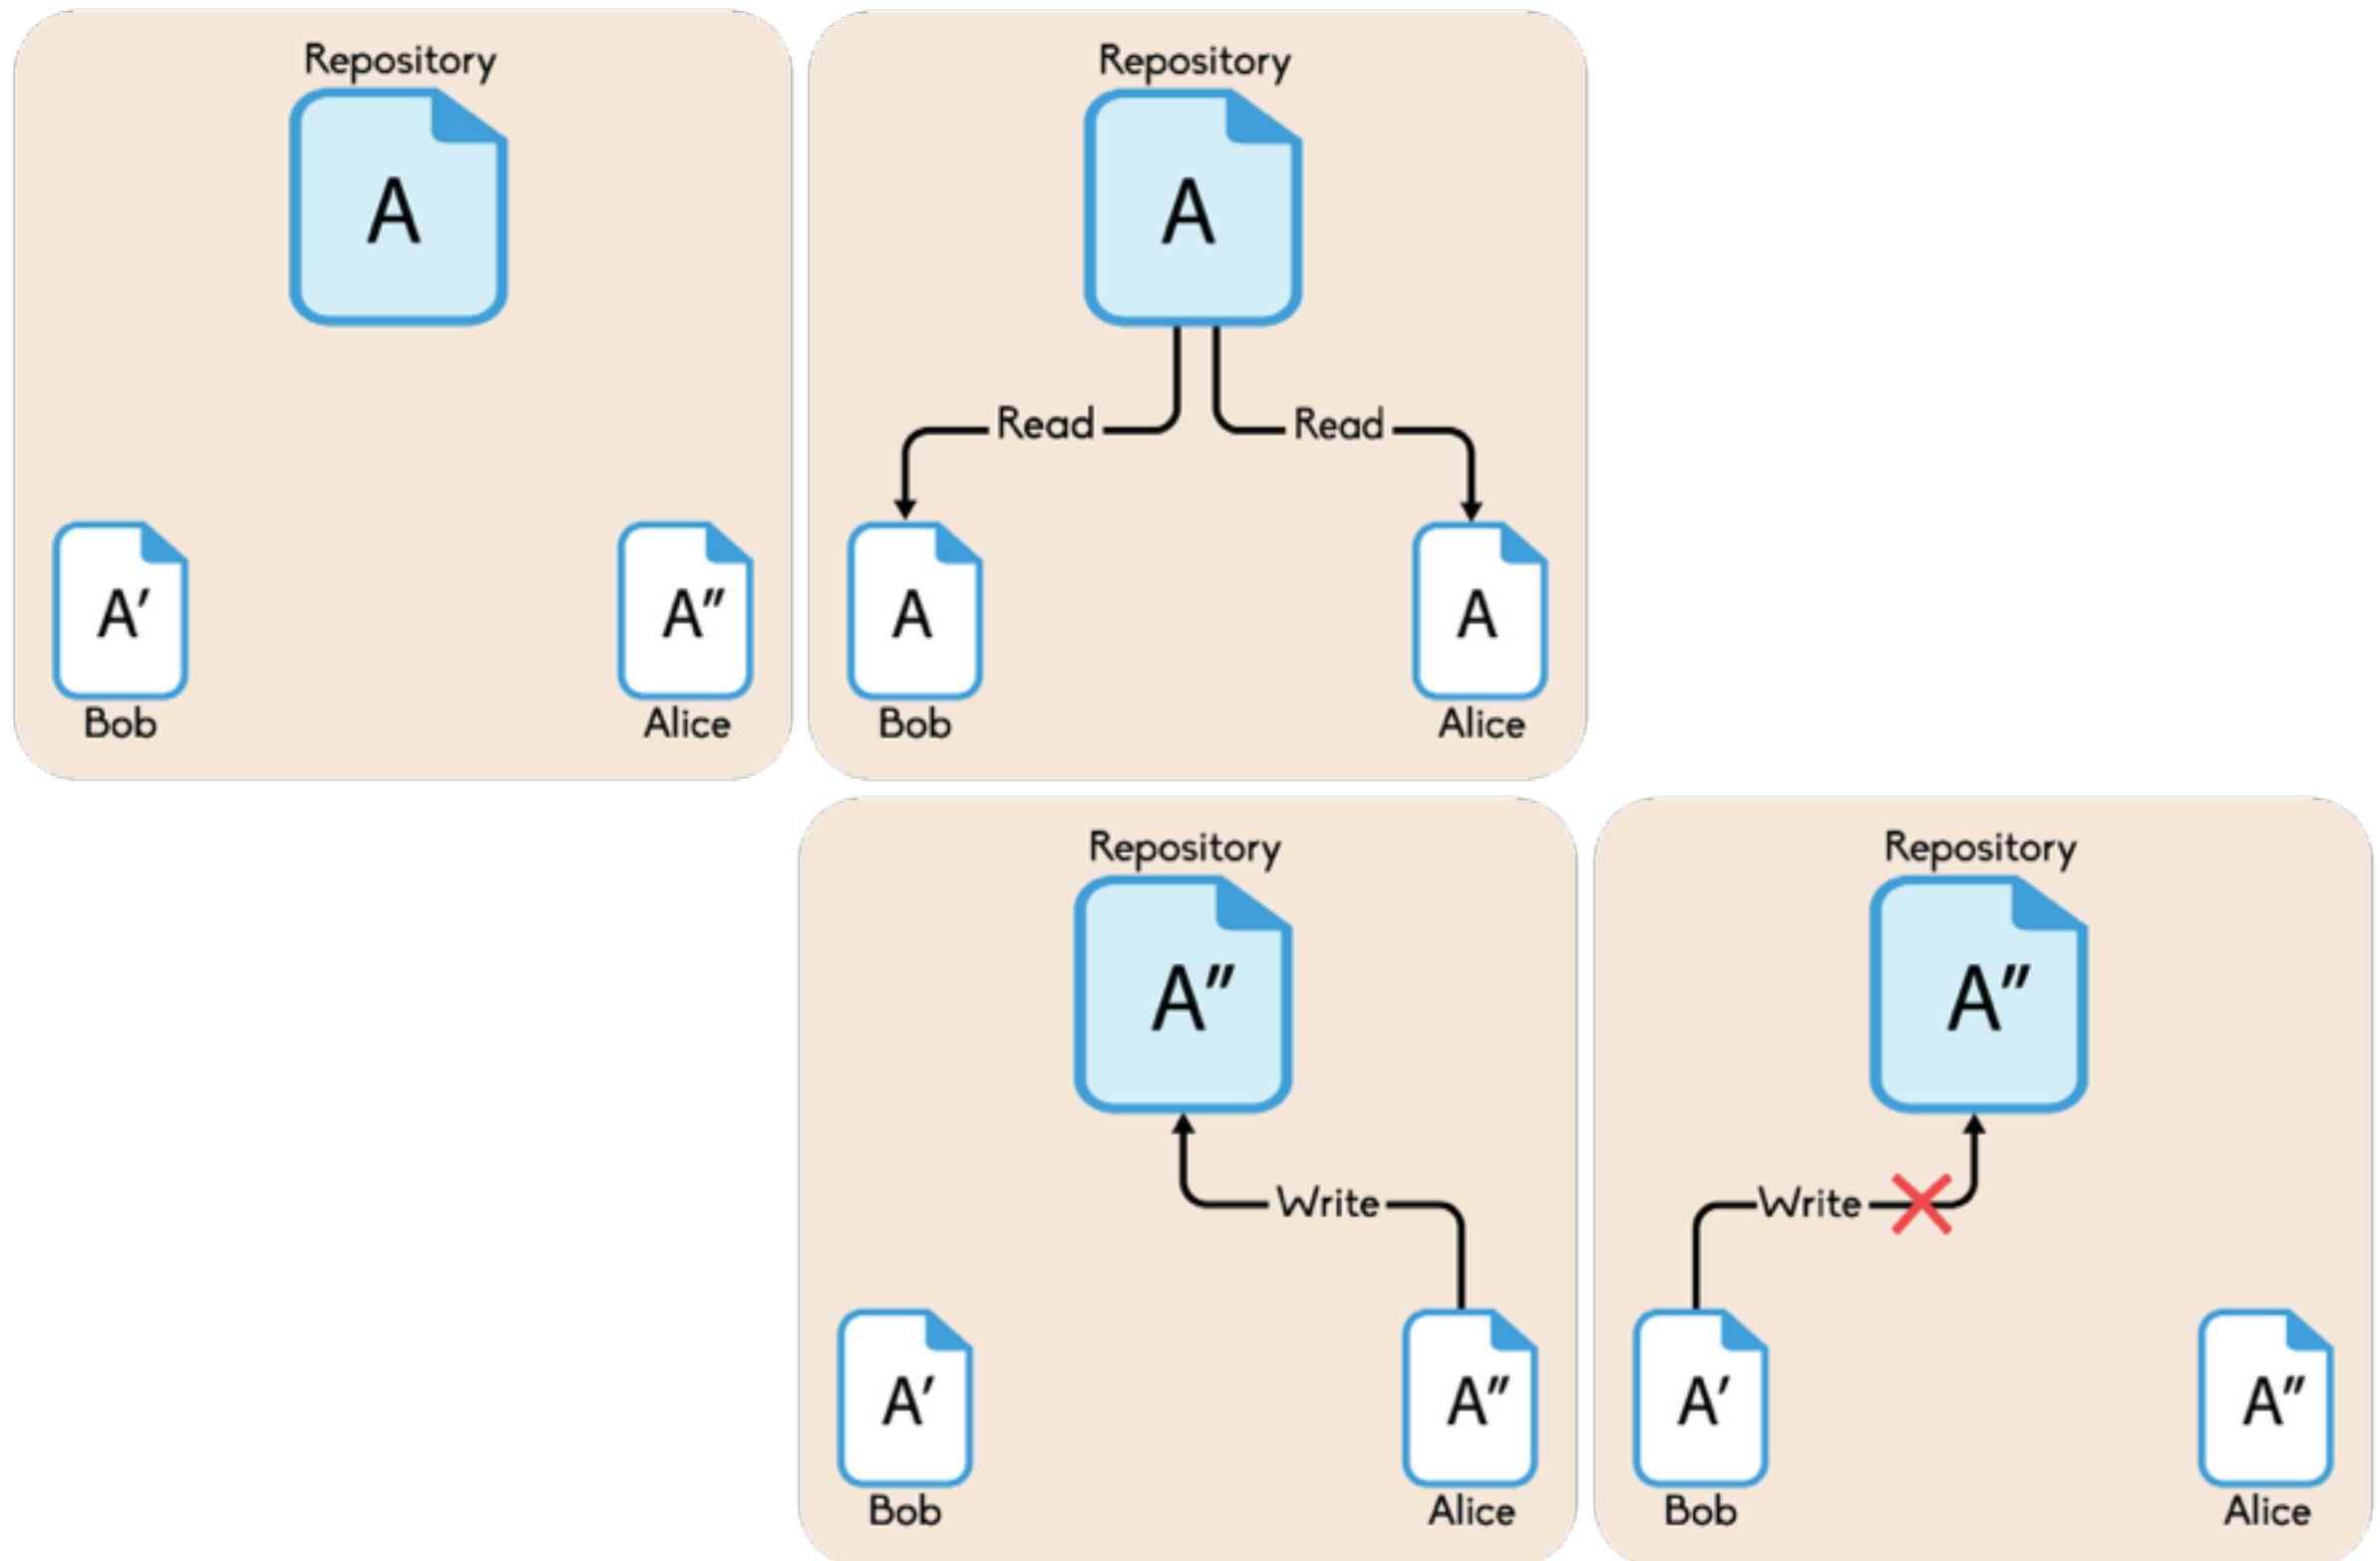 Repository
A
A′
A″
Bob
Alice
Repository
A
Read
Read
A
A
Bob
Alice
Repository
A″
Write
A′
A″
Bob
Alice
Repository
A″
Write
A′
A″
Bob
Alice